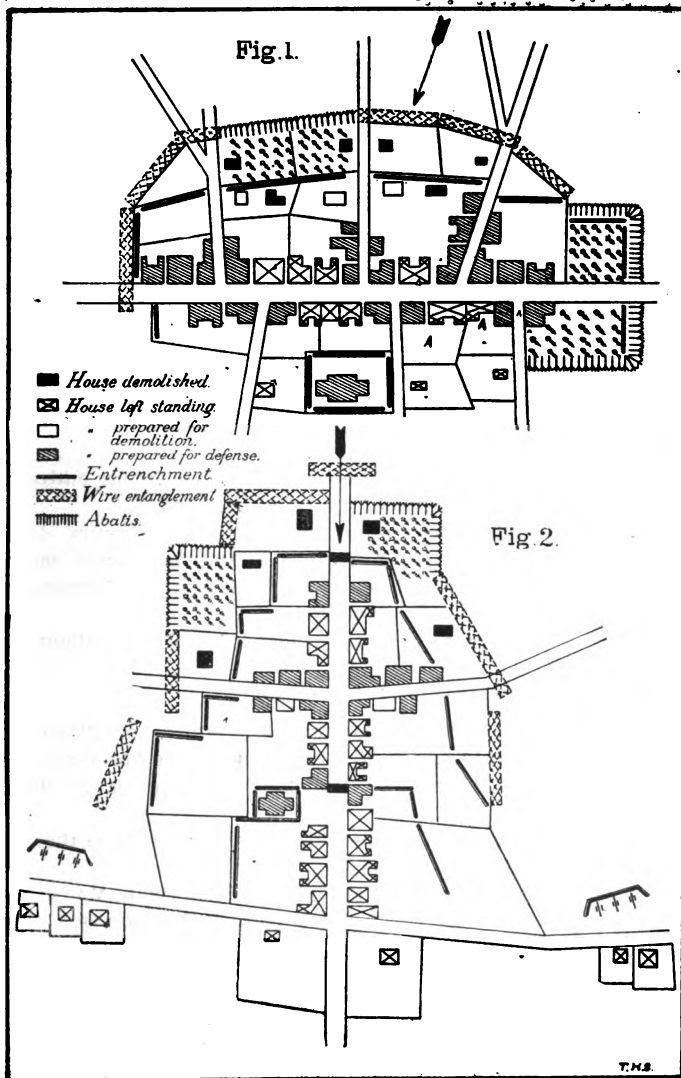 Fig.1.
House demolished.
House left standing.
" prepared for
demolition.
" prepared for defense.
Entrenchment
Wire entanglement
Abatis.
Fig.2.
A
A
T.H.S.